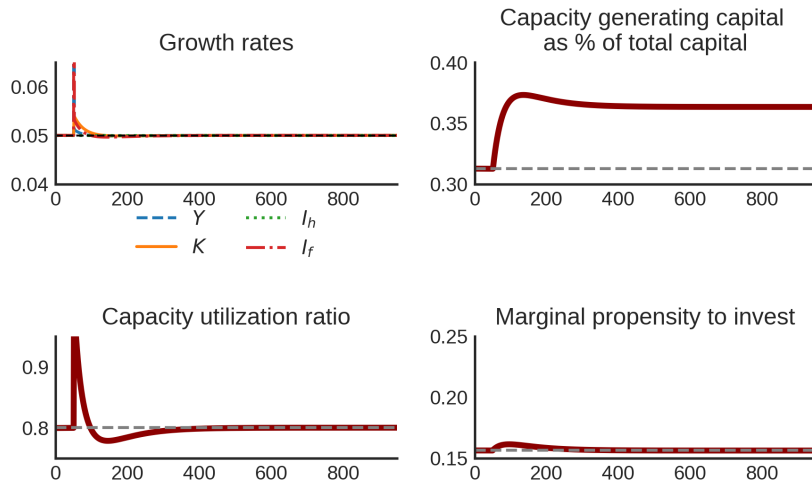 Growth rates
0.06
0.05
0.04
0 200 400 600 800
Y
K
I_h
I_f
Capacity generating capital
as % of total capital
0.40
0.35
0.30
0 200 400 600 800
Capacity utilization ratio
0.9
0.8
0 200 400 600 800
Marginal propensity to invest
0.25
0.20
0.15
0 200 400 600 800